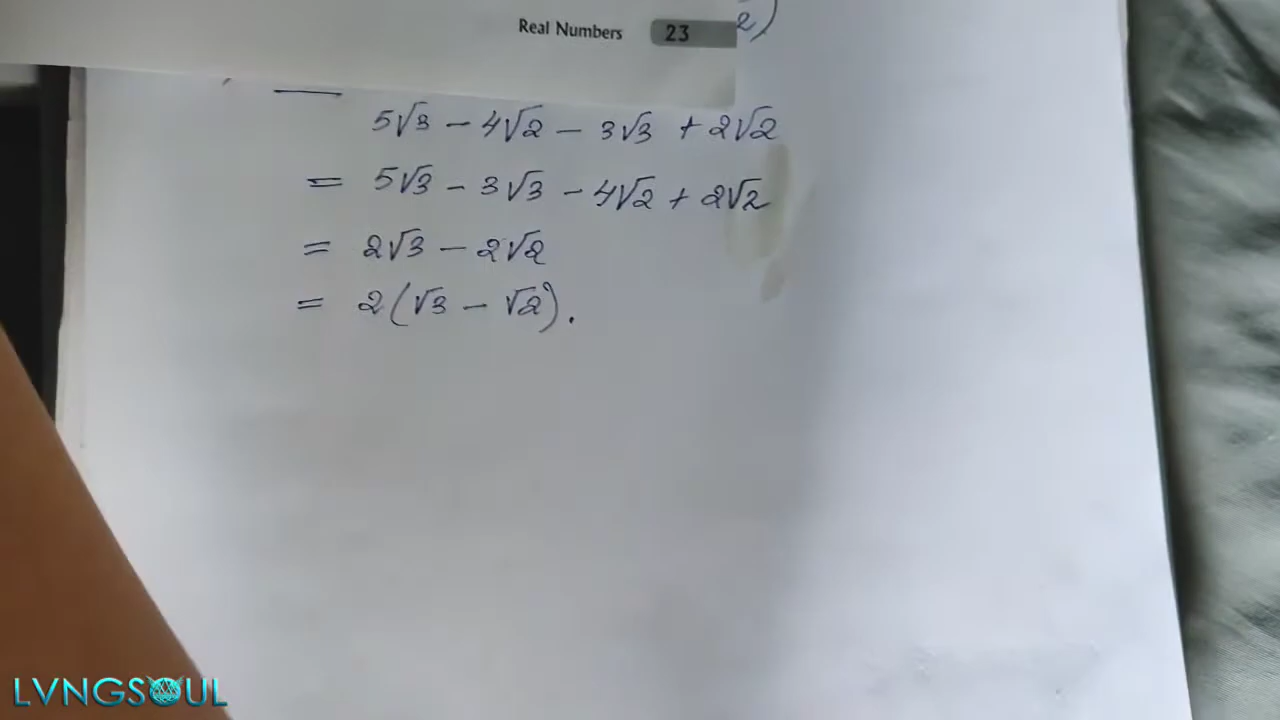 Real Numbers 23
2)
5√3 − 4√2 − 3√3 + 2√2
= 5√3 − 3√3 − 4√2 + 2√2
= 2√3 − 2√2
= 2(√3 − √2).
LVNGSOUL